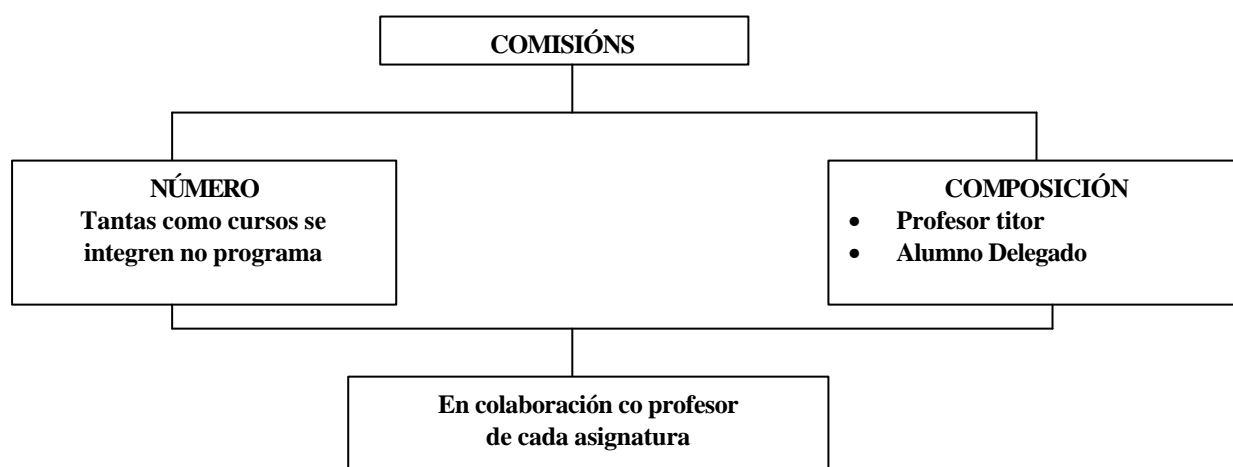 COMISIÓNS
NÚMERO
Tantas como cursos se
integren no programa
COMPOSICIÓN
• Profesor titor
• Alumno Delegado
En colaboración co profesor
de cada asignatura